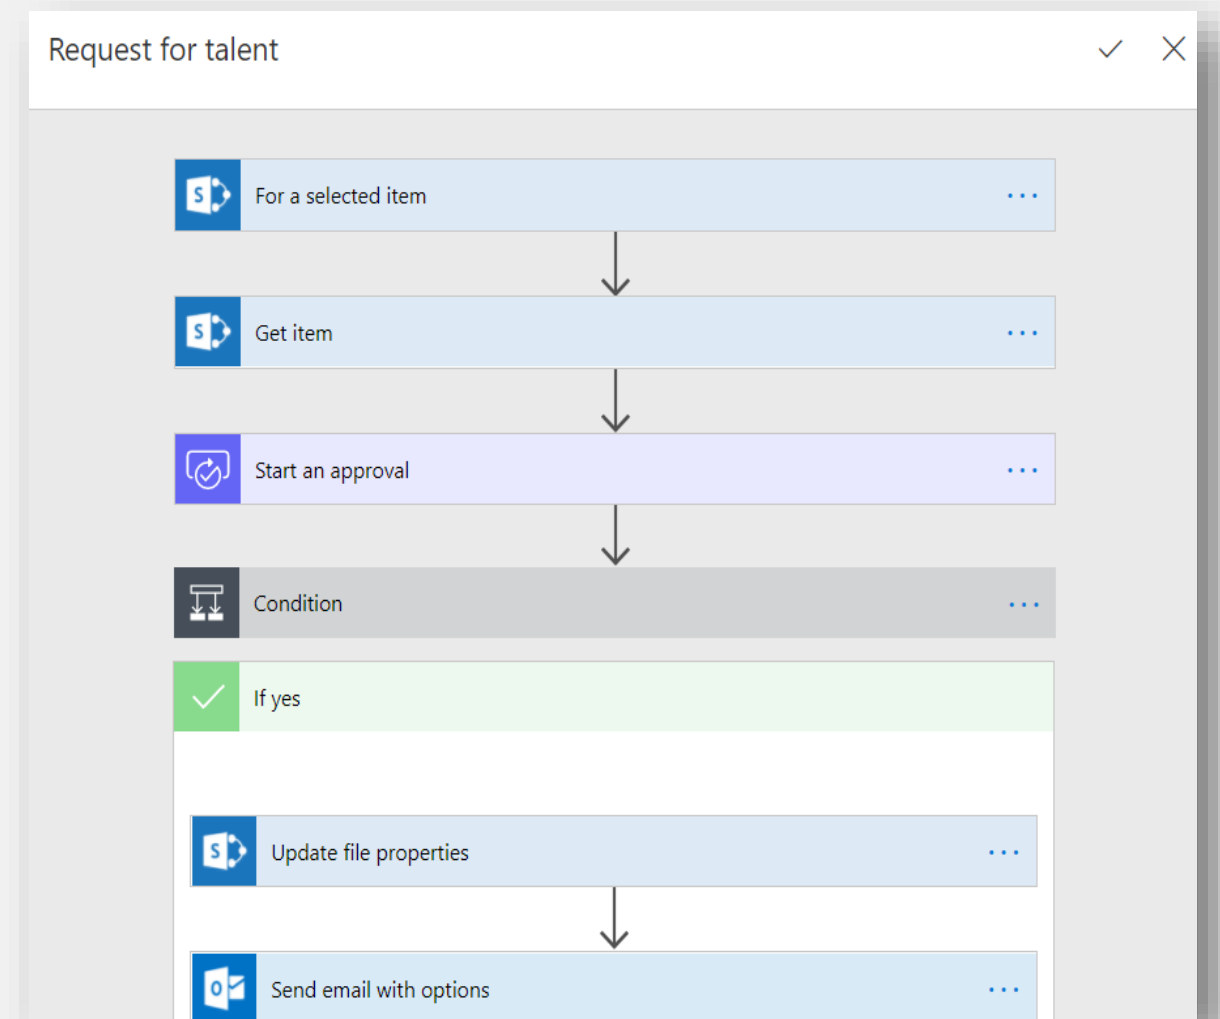 Request for talent
For a selected item
Get item
Start an approval
Condition
If yes
Update file properties
Send email with options